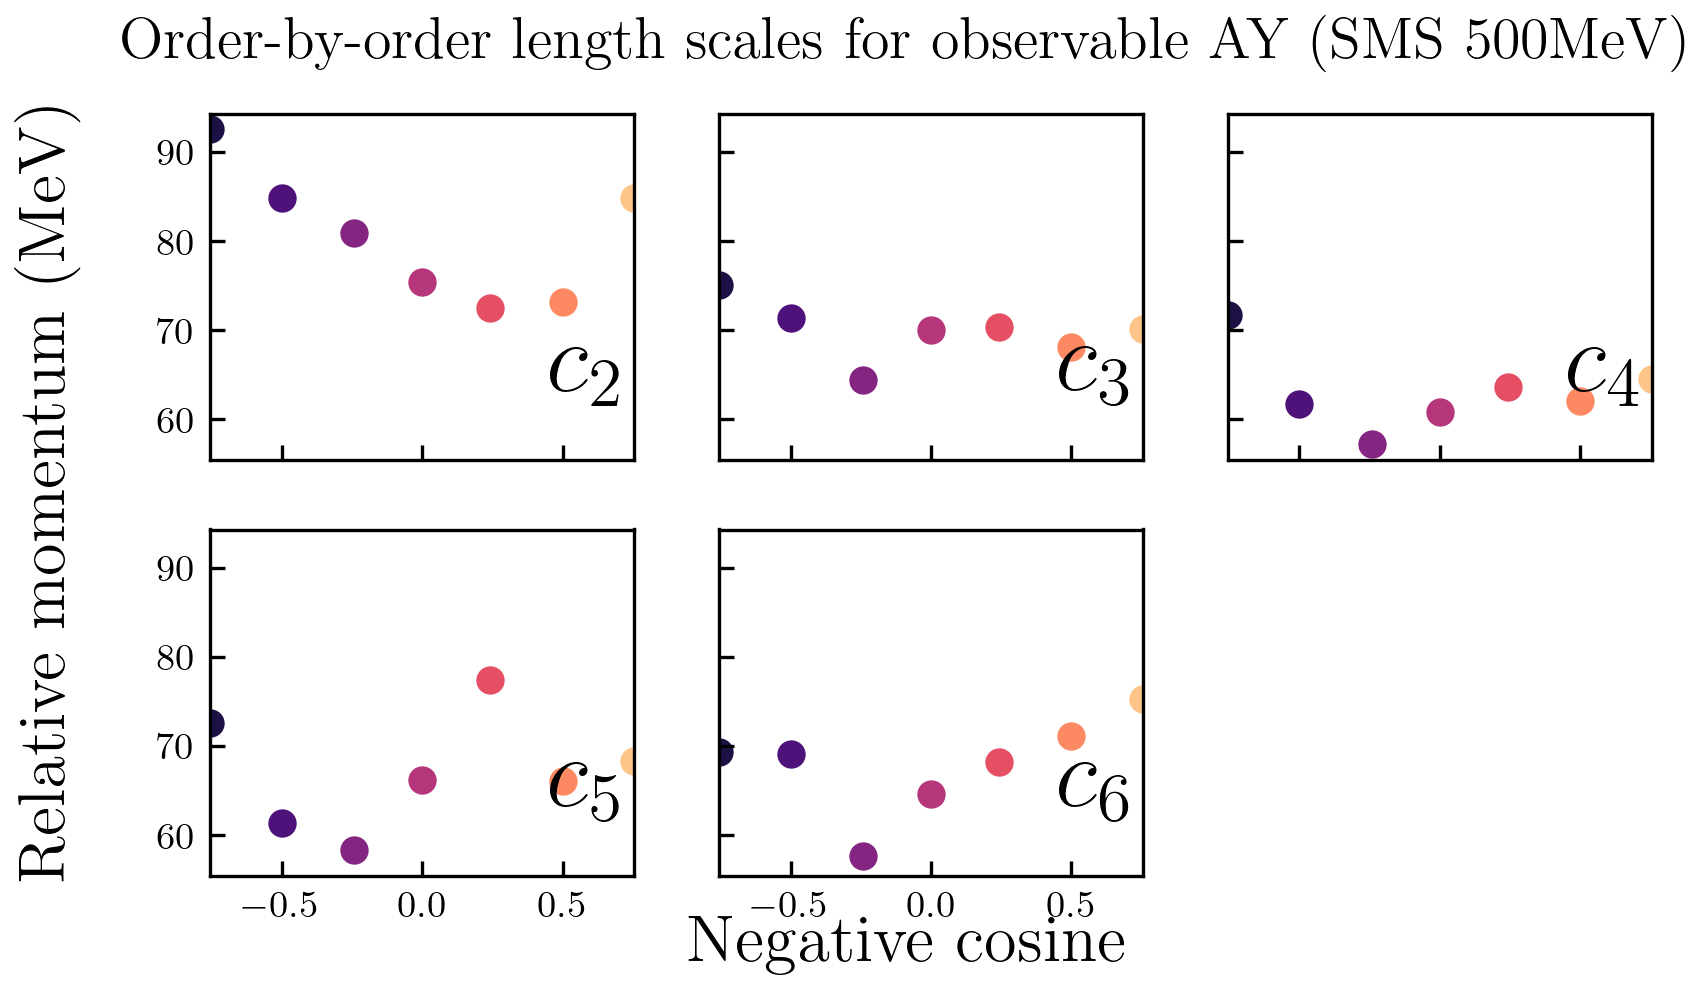 Order-by-order length scales for observable AY (SMS 500MeV)
Relative momentum (MeV)
90
80
70
60
c2
c3
c4
90
80
70
60
c5
c6
−0.5 0.0 0.5
−0.5 0.0 0.5
Negative cosine